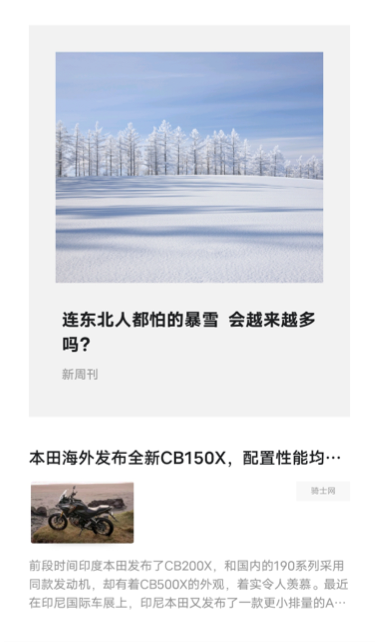 连东北人都怕的暴雪 会越来越多
吗?
新周刊
本田海外发布全新CB150X，配置性能均…
骑士网
前段时间印度本田发布了CB200X，和国内的190系列采用
同款发动机，却有着CB500X的外观，着实令人羡慕。最近
在印尼国际车展上，印尼本田又发布了一款更小排量的A…